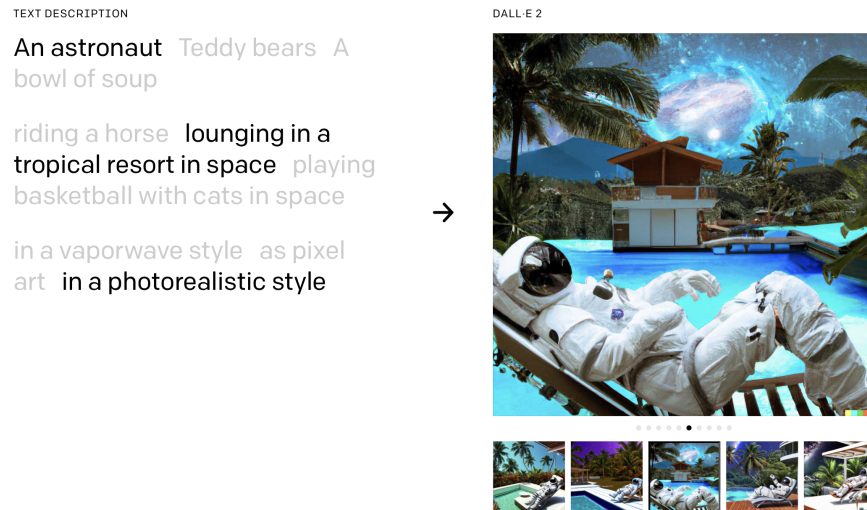 TEXT DESCRIPTION
An astronaut Teddy bears A
bowl of soup
riding a horse lounging in a
tropical resort in space playing
basketball with cats in space
in a vaporwave style as pixel
art in a photorealistic style
→
DALL·E 2